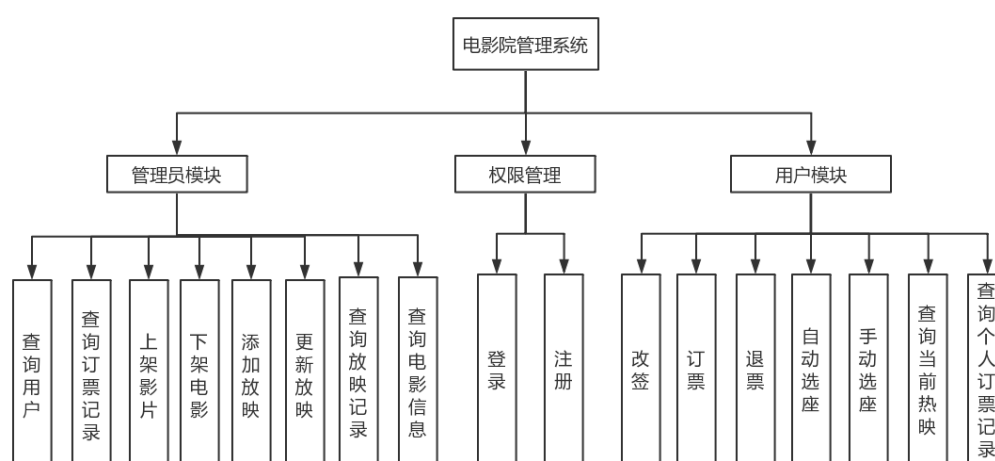 电影院管理系统
管理员模块
权限管理
用户模块
查询用户
查询订票记录
上架影片
下架电影
添加放映
更新放映
查询放映记录
查询电影信息
登录
注册
改签
订票
退票
自动选座
手动选座
查询当前热映
查询个人订票记录